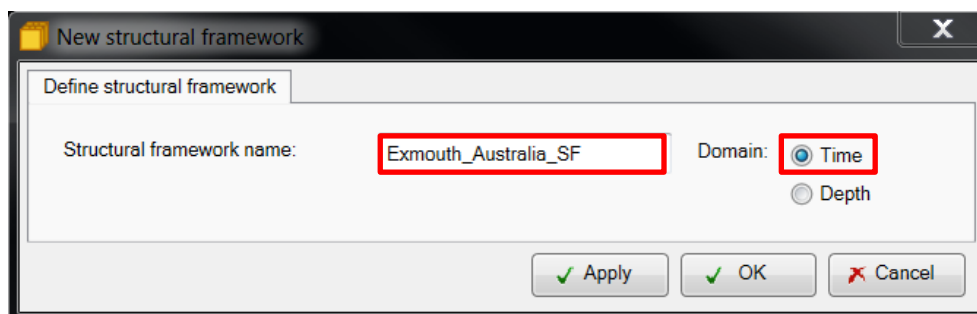 New structural framework
X
Define structural framework
Structural framework name:
Exmouth_Australia_SF
Domain:
Time
Depth
Apply
OK
Cancel